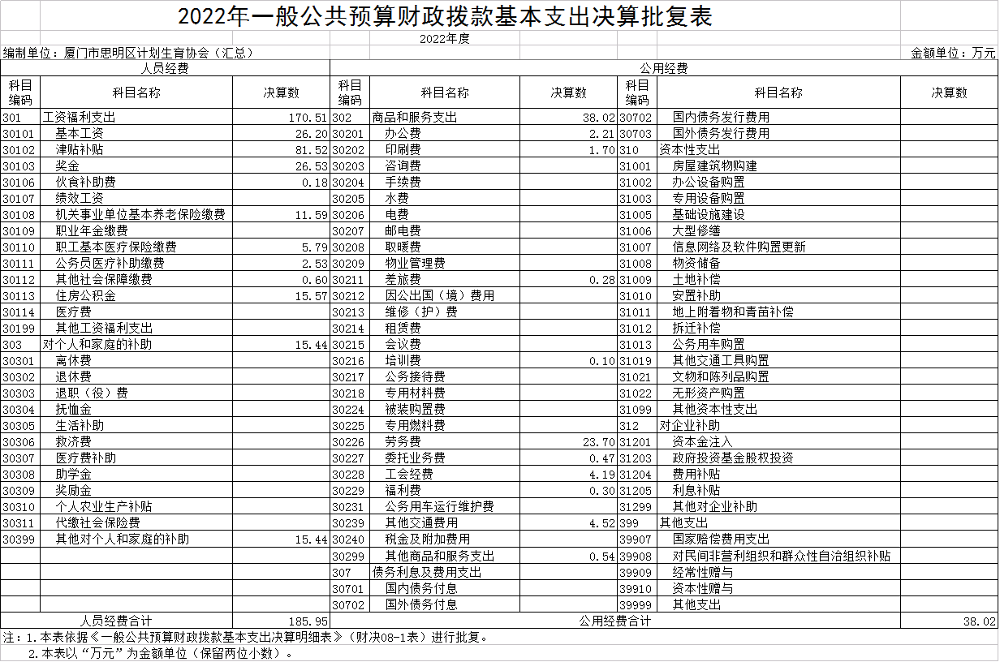 2022年一般公共预算财政拨款基本支出决算批复表
2022年度
编制单位：厦门市思明区计划生育协会（汇总） 金额单位：万元
人员经费 公用经费
科目编码 科目名称 决算数 科目编码 科目名称 决算数 科目编码 科目名称 决算数
301 工资福利支出 170.51 302 商品和服务支出 38.02 30702 国内债务发行费用
30101 基本工资 26.20 30201 办公费 2.21 30703 国外债务发行费用
30102 津贴补贴 81.52 30202 印刷费 1.70 310 资本性支出
30103 奖金 26.53 30203 咨询费 31001 房屋建筑物购建
30106 伙食补助费 0.18 30204 手续费 31002 办公设备购置
30107 绩效工资 30205 水费 31003 专用设备购置
30108 机关事业单位基本养老保险缴费 11.59 30206 电费 31005 基础设施建设
30109 职业年金缴费 30207 邮电费 31006 大型修缮
30110 职工基本医疗保险缴费 5.79 30208 取暖费 31007 信息网络及软件购置更新
30111 公务员医疗补助缴费 2.53 30209 物业管理费 31008 物资储备
30112 其他社会保障缴费 0.60 30211 差旅费 0.28 31009 土地补偿
30113 住房公积金 15.57 30212 因公出国（境）费用 31010 安置补助
30114 医疗费 30213 维修（护）费 31011 地上附着物和青苗补偿
30199 其他工资福利支出 30214 租赁费 31012 拆迁补偿
303 对个人和家庭的补助 15.44 30215 会议费 31013 公务用车购置
30301 离休费 30216 培训费 0.10 31019 其他交通工具购置
30302 退休费 30217 公务接待费 31021 文物和陈列品购置
30303 退职（役）费 30218 专用材料费 31022 无形资产购置
30304 抚恤金 30224 被装购置费 31099 其他资本性支出
30305 生活补助 30225 专用燃料费 312 对企业补助
30306 救济费 30226 劳务费 23.70 31201 资本金注入
30307 医疗费补助 30227 委托业务费 0.47 31203 政府投资基金股权投资
30308 助学金 30228 工会经费 4.19 31204 费用补贴
30309 奖励金 30229 福利费 0.30 31205 利息补贴
30310 个人农业生产补贴 30231 公务用车运行维护费 31299 其他对企业补助
30311 代缴社会保险费 30239 其他交通费用 4.52 399 其他支出
30399 其他对个人和家庭的补助 15.44 30240 税金及附加费用 39907 国家赔偿费用支出
30299 其他商品和服务支出 0.54 39908 对民间非营利组织和群众性自治组织补贴
307 债务利息及费用支出 39909 经常性赠与
30701 国内债务付息 39910 资本性赠与
30702 国外债务付息 39999 其他支出
人员经费合计 185.95 公用经费合计 38.02
注：1.本表依据《一般公共预算财政拨款基本支出决算明细表》（财决08-1表）进行批复。
2.本表以“万元”为金额单位（保留两位小数）。